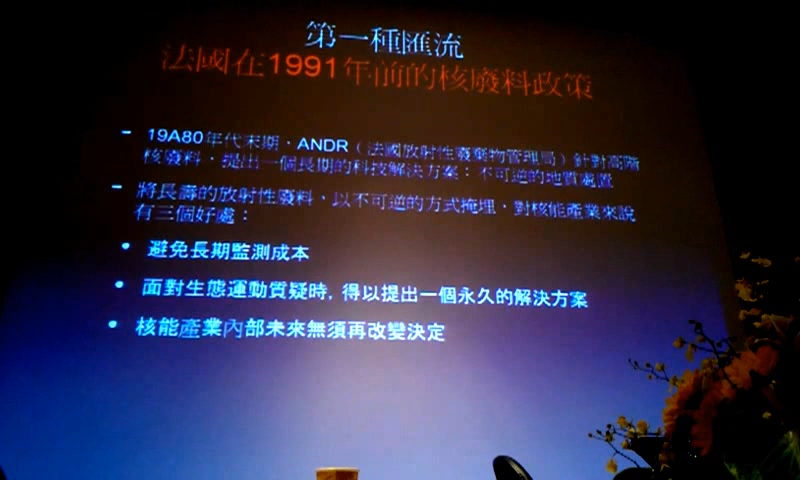 第一種匯流
法國在1991年前的核廢料政策
- 19A80年代末期，ANDR（法國放射性廢棄物管理局）針對高階
核廢料，提出一個長期的科技解決方案：不可逆的地質處置
- 將長壽的放射性廢料，以不可逆的方式掩埋，對核能產業來說
有三個好處：
• 避免長期監測成本
• 面對生態運動質疑時, 得以提出一個永久的解決方案
• 核能產業內部未來無須再改變決定